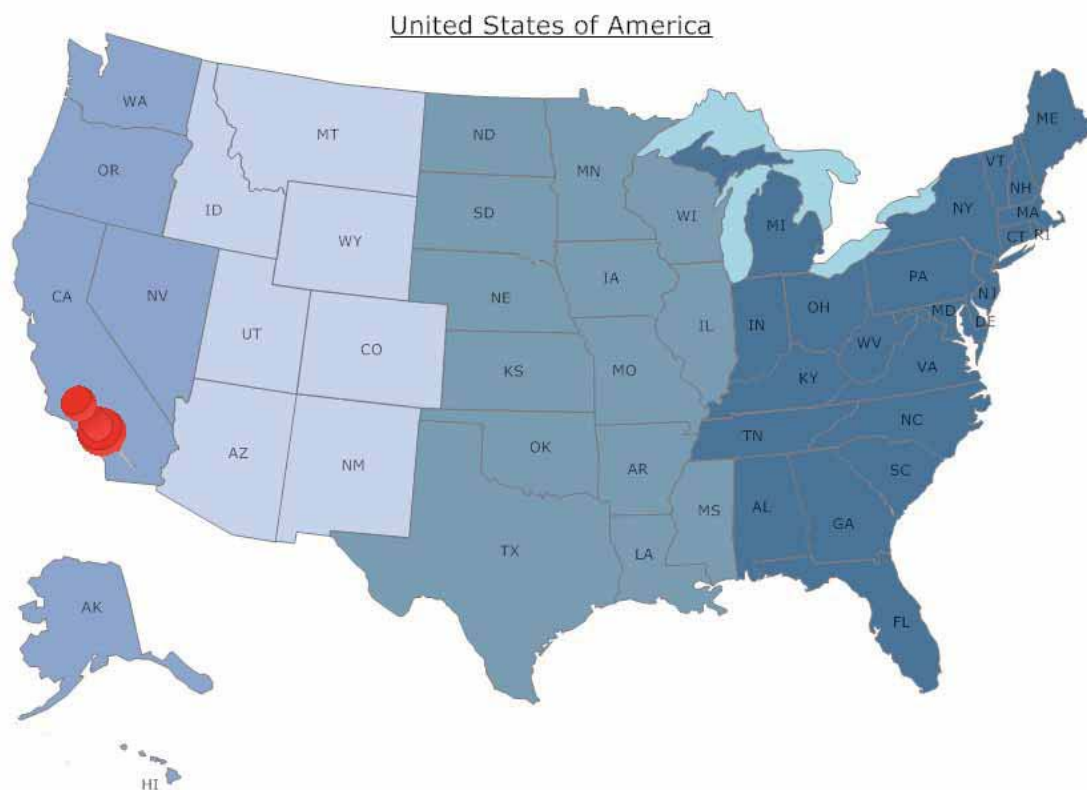 United States of America
WA
MT
ND
ME
OR
MN
VT
ID
SD
WI
NY
NH
MI
MA
WY
CT RI
IA
PA
CA
NV
NE
NJ
UT
IL
IN
OH
MD
DE
CO
WV
KS
MO
KY
VA
NC
TN
AZ
OK
NM
AR
SC
MS
AL
GA
TX
LA
AK
FL
HI